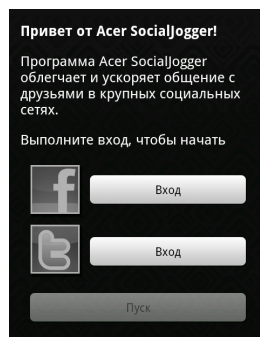 Привет от Acer SocialJogger!
Программа Acer SocialJogger
облегчает и ускоряет общение с
друзьями в крупных социальных
сетях.
Выполните вход, чтобы начать
f
Вход
t
Вход
Пуск